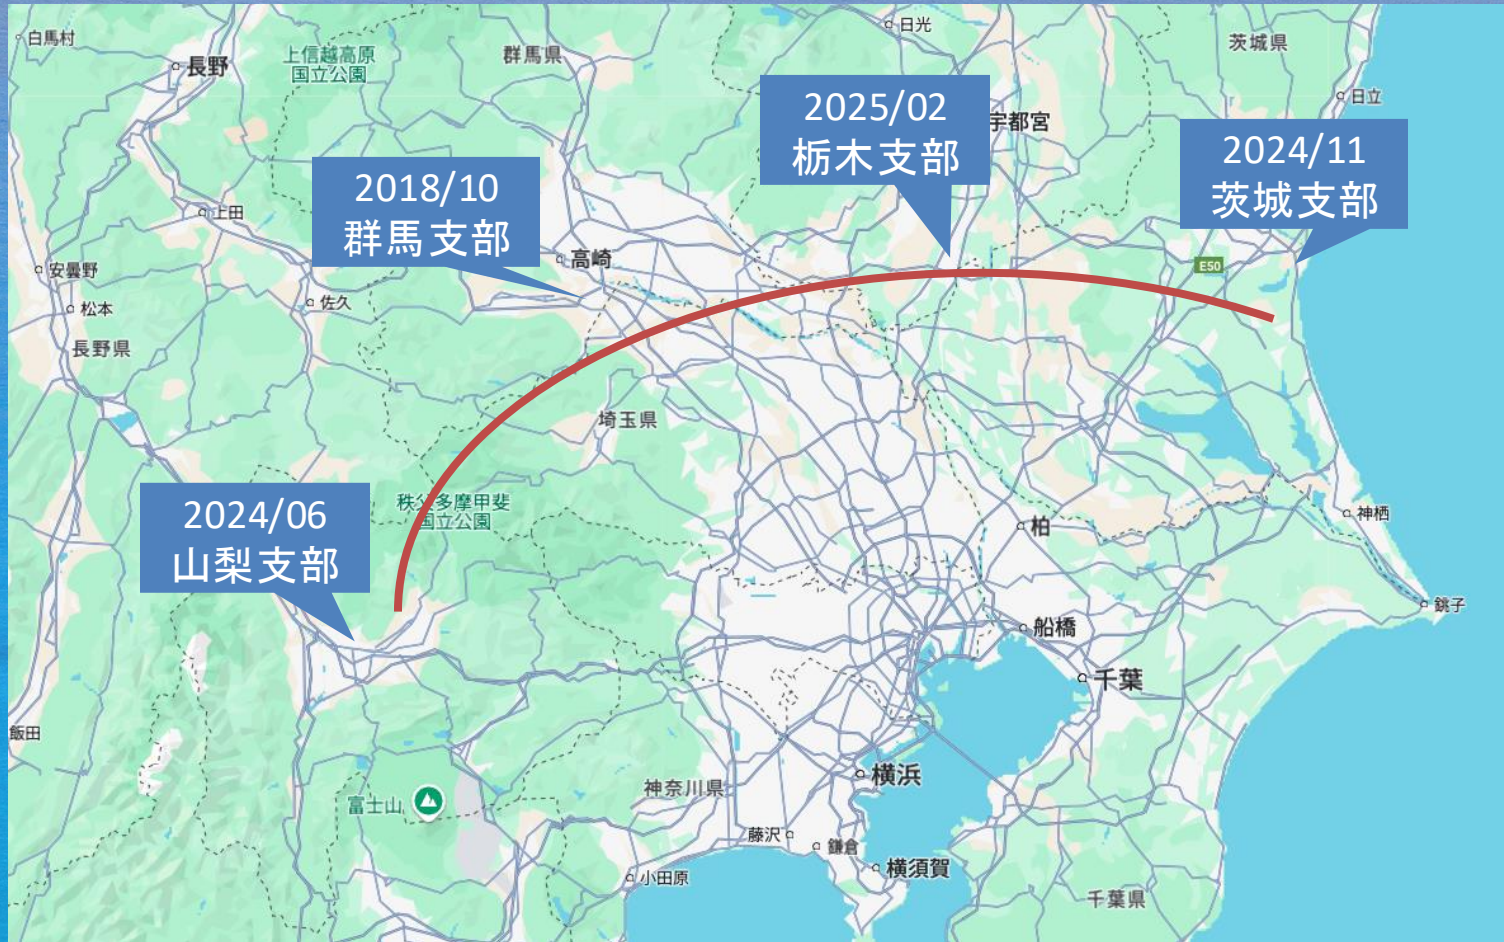 白馬村
長野
上信越高原
国立公園
群馬県
日光
茨城県
日立
2025/02
栃木支部
宇都宮
2024/11
茨城支部
2018/10
群馬支部
上田
高崎
安曇野
松本
佐久
E50
長野県
埼玉県
秩父多摩甲斐
国立公園
2024/06
山梨支部
柏
神栖
銚子
船橋
千葉
飯田
富士山
神奈川県
横浜
藤沢
鎌倉
小田原
横須賀
千葉県